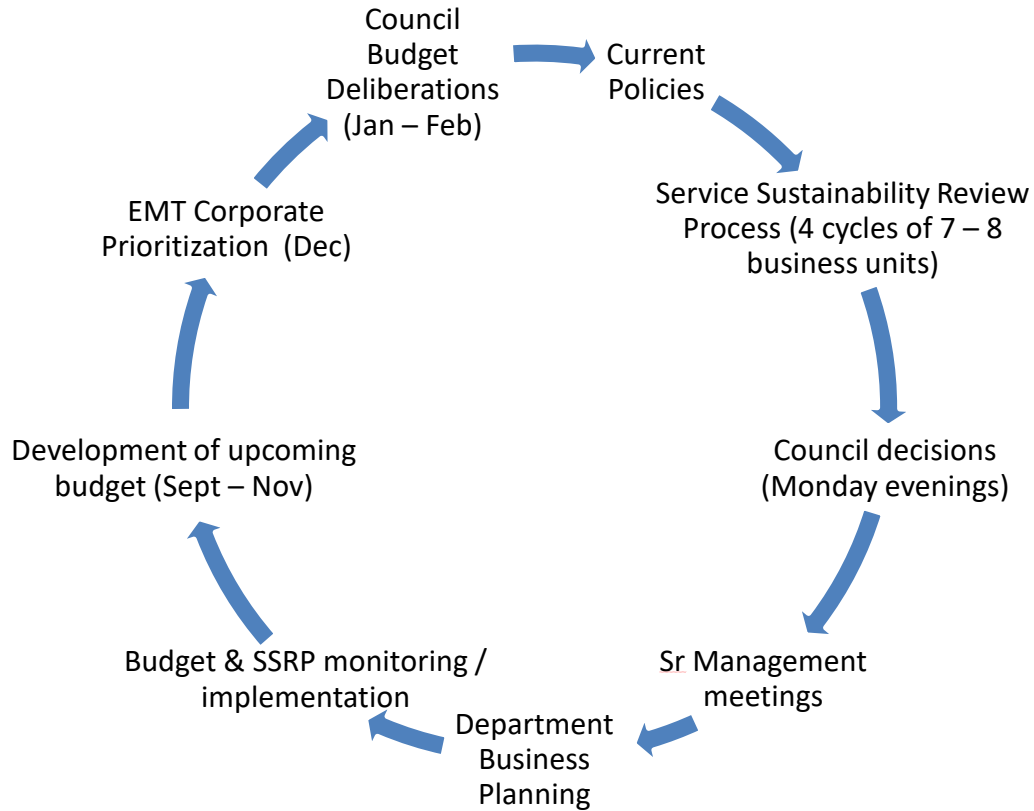 Council
Budget
Deliberations
(Jan – Feb)
Current
Policies
Service Sustainability Review
Process (4 cycles of 7 – 8
business units)
Council decisions
(Monday evenings)
Sr Management
meetings
Department
Business
Planning
Budget & SSRP monitoring /
implementation
Development of upcoming
budget (Sept – Nov)
EMT Corporate
Prioritization  (Dec)